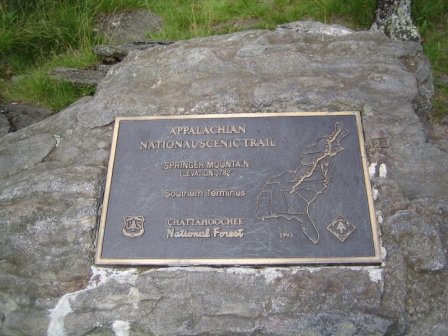 APPALACHIAN
NATIONAL SCENIC TRAIL
SPRINGER MOUNTAIN
ELEVATION 3782'
Southern Terminus
CHATTAHOOCHEE
National Forest
1993